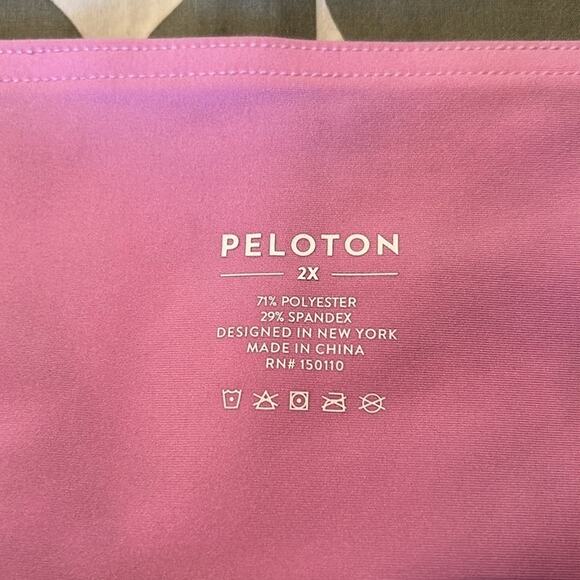 PELOTON
2X
71% POLYESTER
29% SPANDEX
DESIGNED IN NEW YORK
MADE IN CHINA
RN# 150110